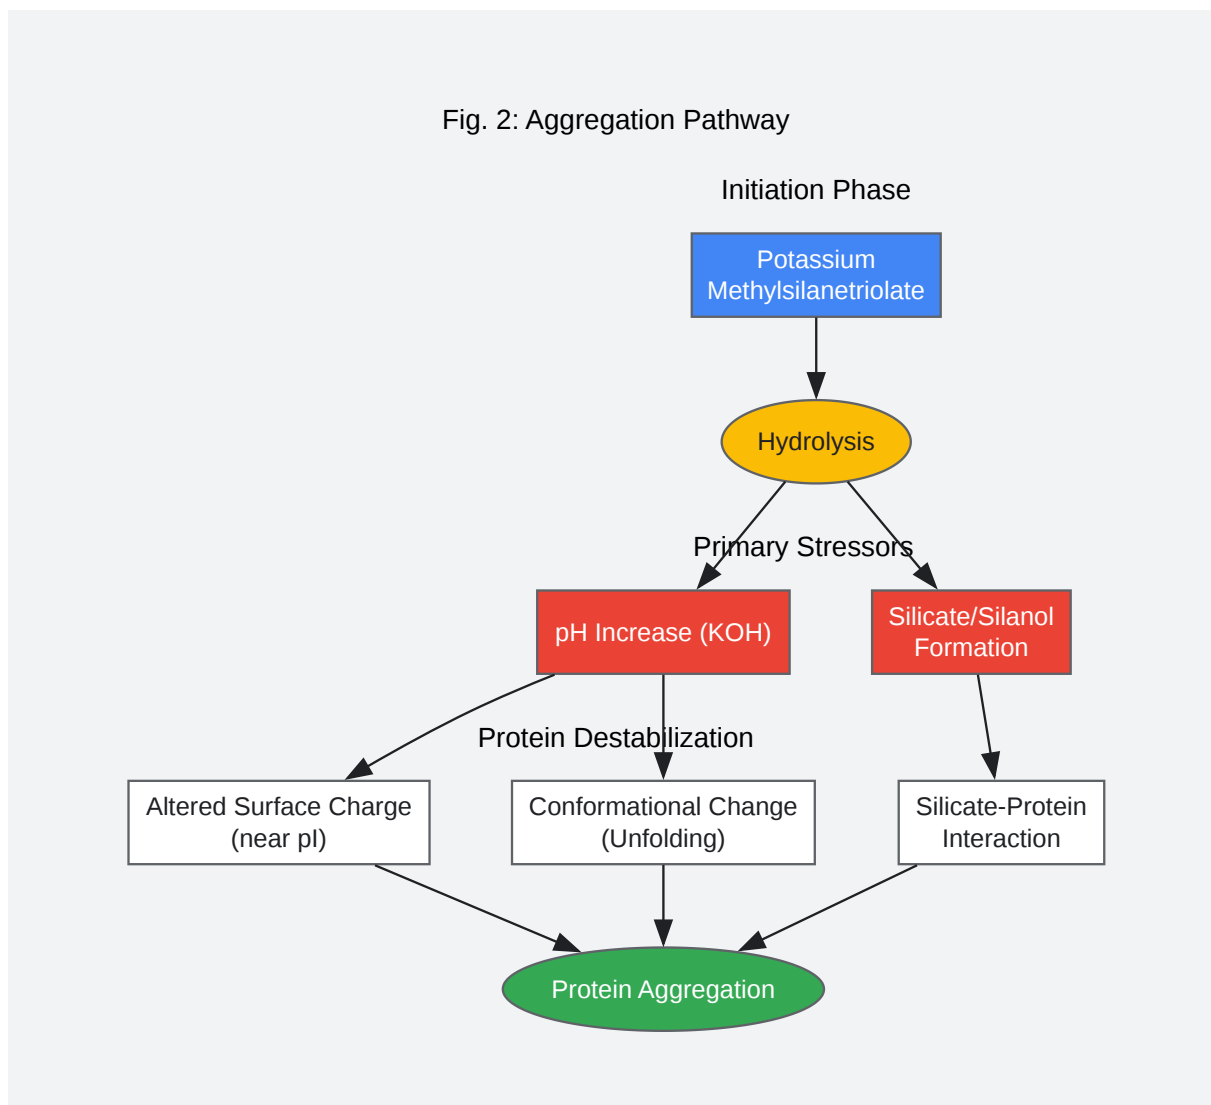 Fig. 2: Aggregation Pathway
Initiation Phase
Potassium
Methylsilanetriolate
Hydrolysis
Primary Stressors
pH Increase (KOH)
Silicate/Silanol
Formation
Protein Destabilization
Altered Surface Charge
(near pI)
Conformational Change
(Unfolding)
Silicate-Protein
Interaction
Protein Aggregation